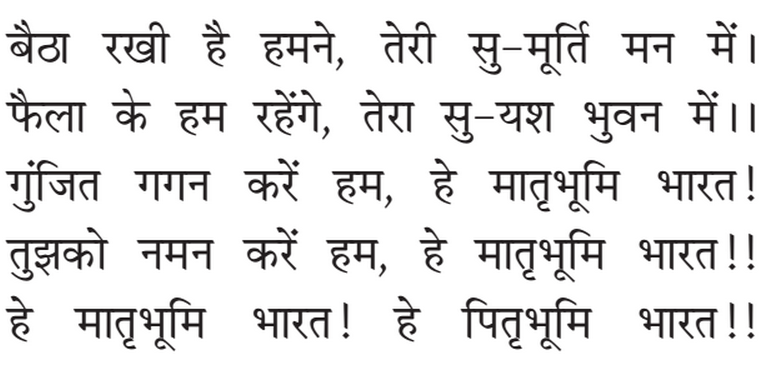 बैठा रखी है हमने, तेरी सु-मूर्ति मन में।
फैला के हम रहेंगे, तेरा सु-यश भुवन में।।
गुंजित गगन करें हम, हे मातृभूमि भारत!
तुझको नमन करें हम, हे मातृभूमि भारत!!
हे मातृभूमि भारत! हे पितृभूमि भारत!!